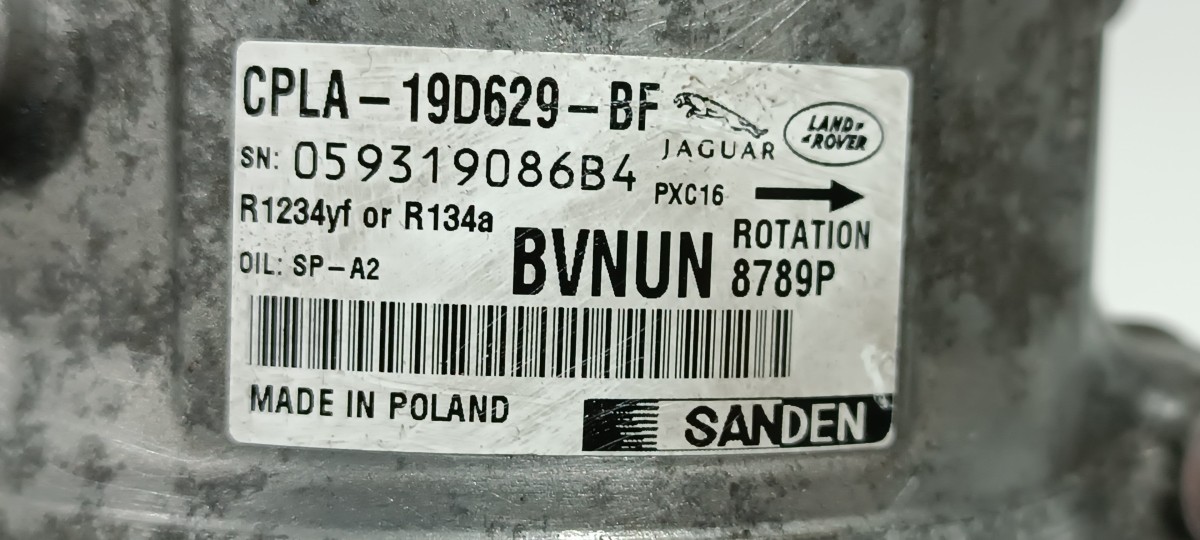 CPLA-19D629-BF
JAGUAR
LAND-
-ROVER
SN: 059319086B4
PXC16
R1234yf or R134a
ROTATION
OIL: SP-A2
BVNUN
8789P
MADE IN POLAND
SANDEN